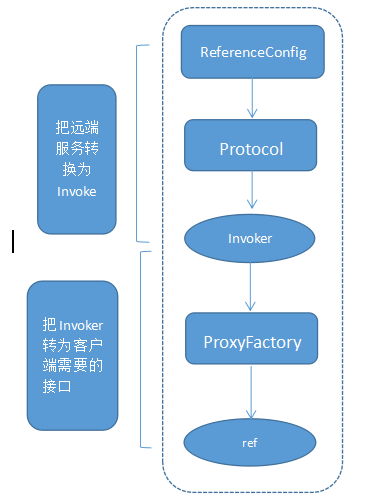 ReferenceConfig
把远端
服务转
换为
Invoke
Protocol
Invoker
把 Invoker
转为客户
端需要的
接口
ProxyFactory
ref